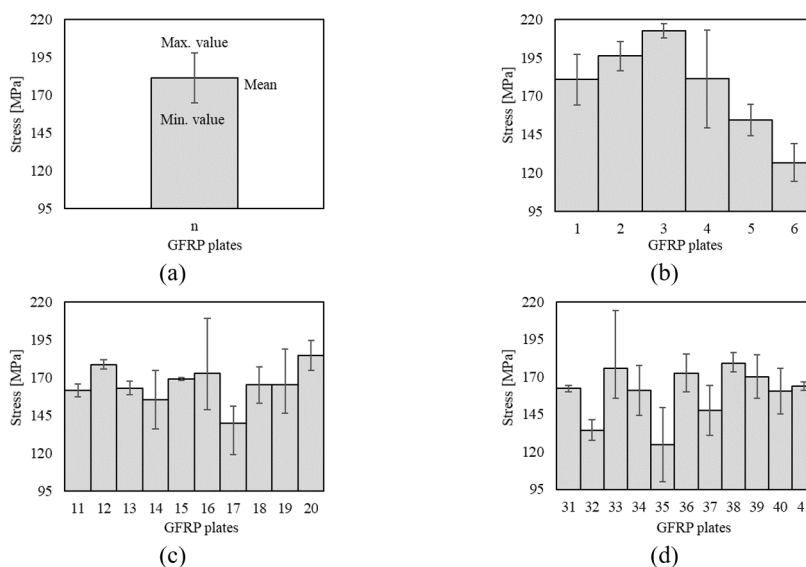 220
195
170
145
120
95
Stress [MPa]
Max. value
Mean
Min. value
n
GFRP plates
(a)
220
195
170
145
120
95
Stress [MPa]
1 2 3 4 5 6
GFRP plates
(b)
220
195
170
145
120
95
Stress [MPa]
11 12 13 14 15 16 17 18 19 20
GFRP plates
(c)
220
195
170
145
120
95
Stress [MPa]
31 32 33 34 35 36 37 38 39 40 4
GFRP plates
(d)